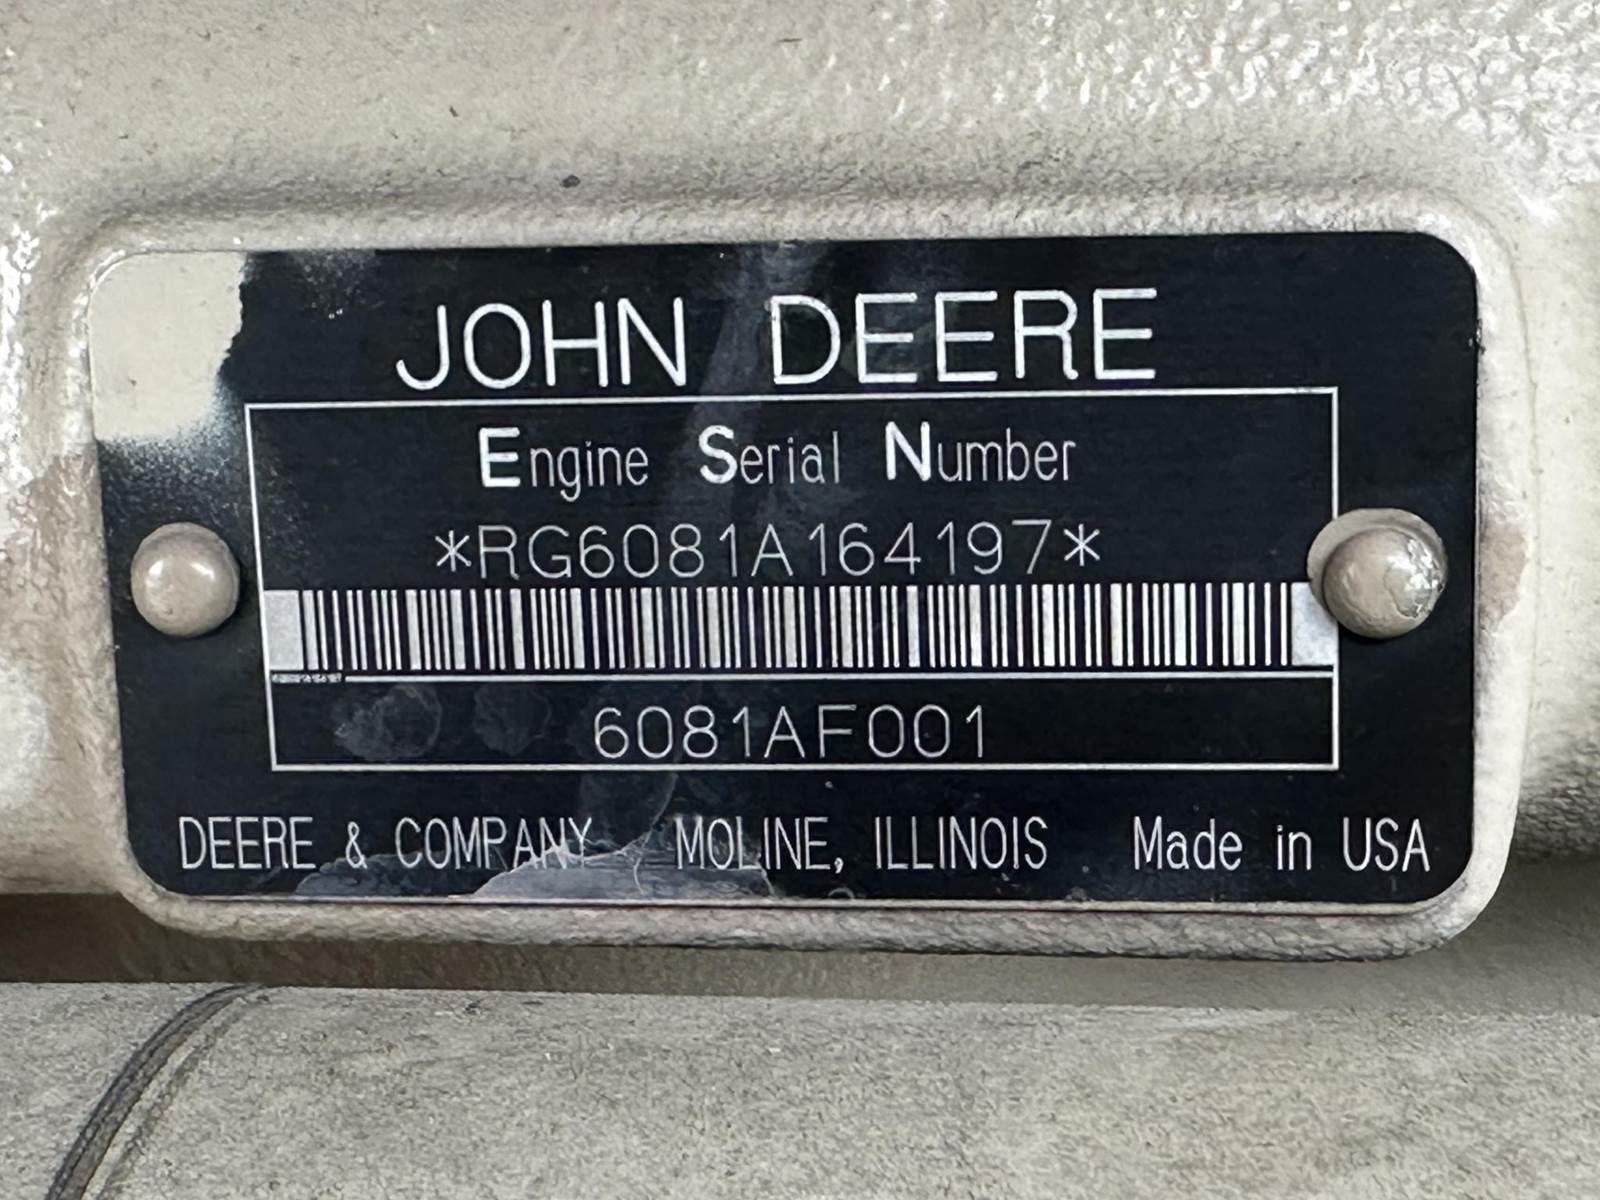 JOHN DEERE
Engine Serial Number
*RG6081A164197*
6081AF001
DEERE & COMPANY MOLINE, ILLINOIS Made in USA